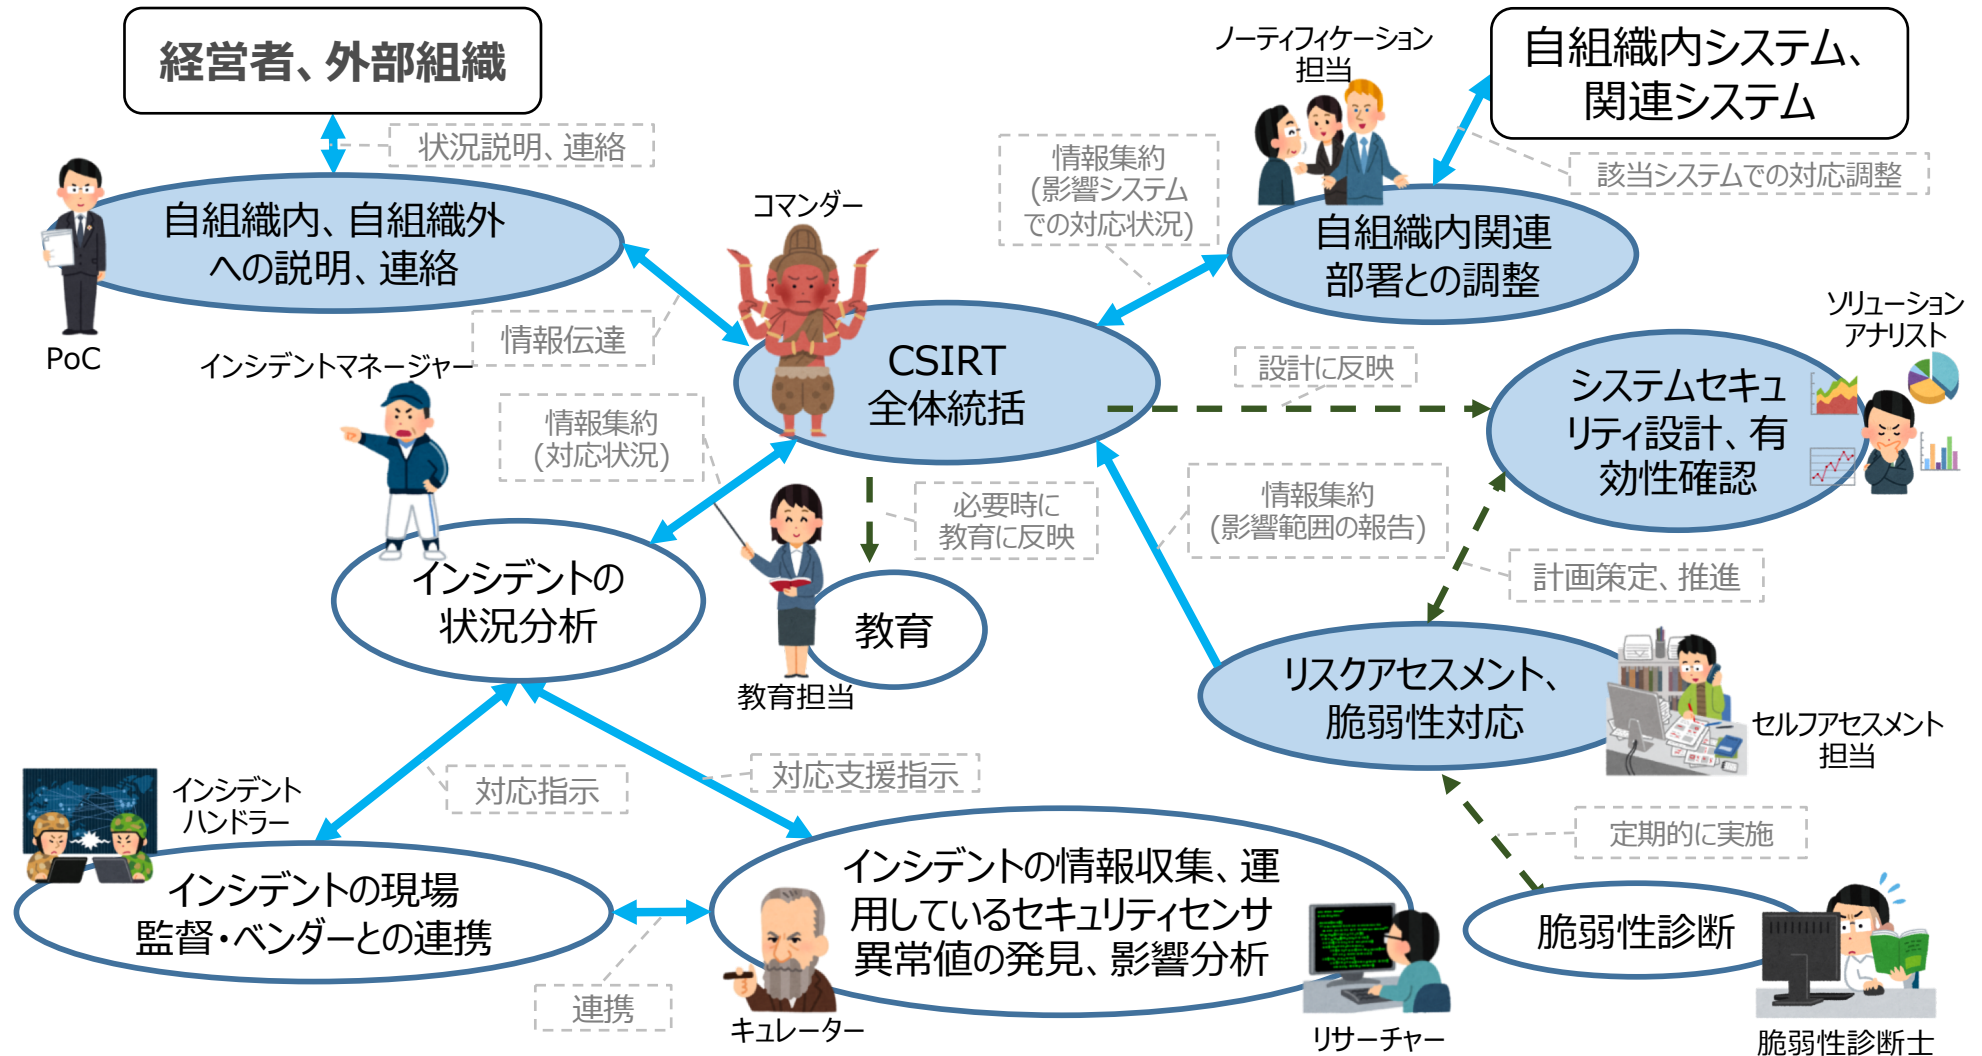 経営者、外部組織
状況説明、連絡
自組織内、自組織外
への説明、連絡
PoC
情報伝達
コマンダー
CSIRT
全体統括
ノーティフィケーション
担当
自組織内システム、
関連システム
該当システムでの対応調整
情報集約
(影響システム
での対応状況)
自組織内関連
部署との調整
設計に反映
ソリューション
アナリスト
システムセキュ
リティ設計、有
効性確認
インシデントマネージャー
情報集約
(対応状況)
インシデントの
状況分析
必要時に
教育に反映
教育
教育担当
情報集約
(影響範囲の報告)
計画策定、推進
リスクアセスメント、
脆弱性対応
セルフアセスメント
担当
対応指示
対応支援指示
インシデント
ハンドラー
インシデントの現場
監督・ベンダーとの連携
連携
インシデントの情報収集、運
用しているセキュリティセンサ
異常値の発見、影響分析
キュレーター
リサーチャー
定期的に実施
脆弱性診断
脆弱性診断士